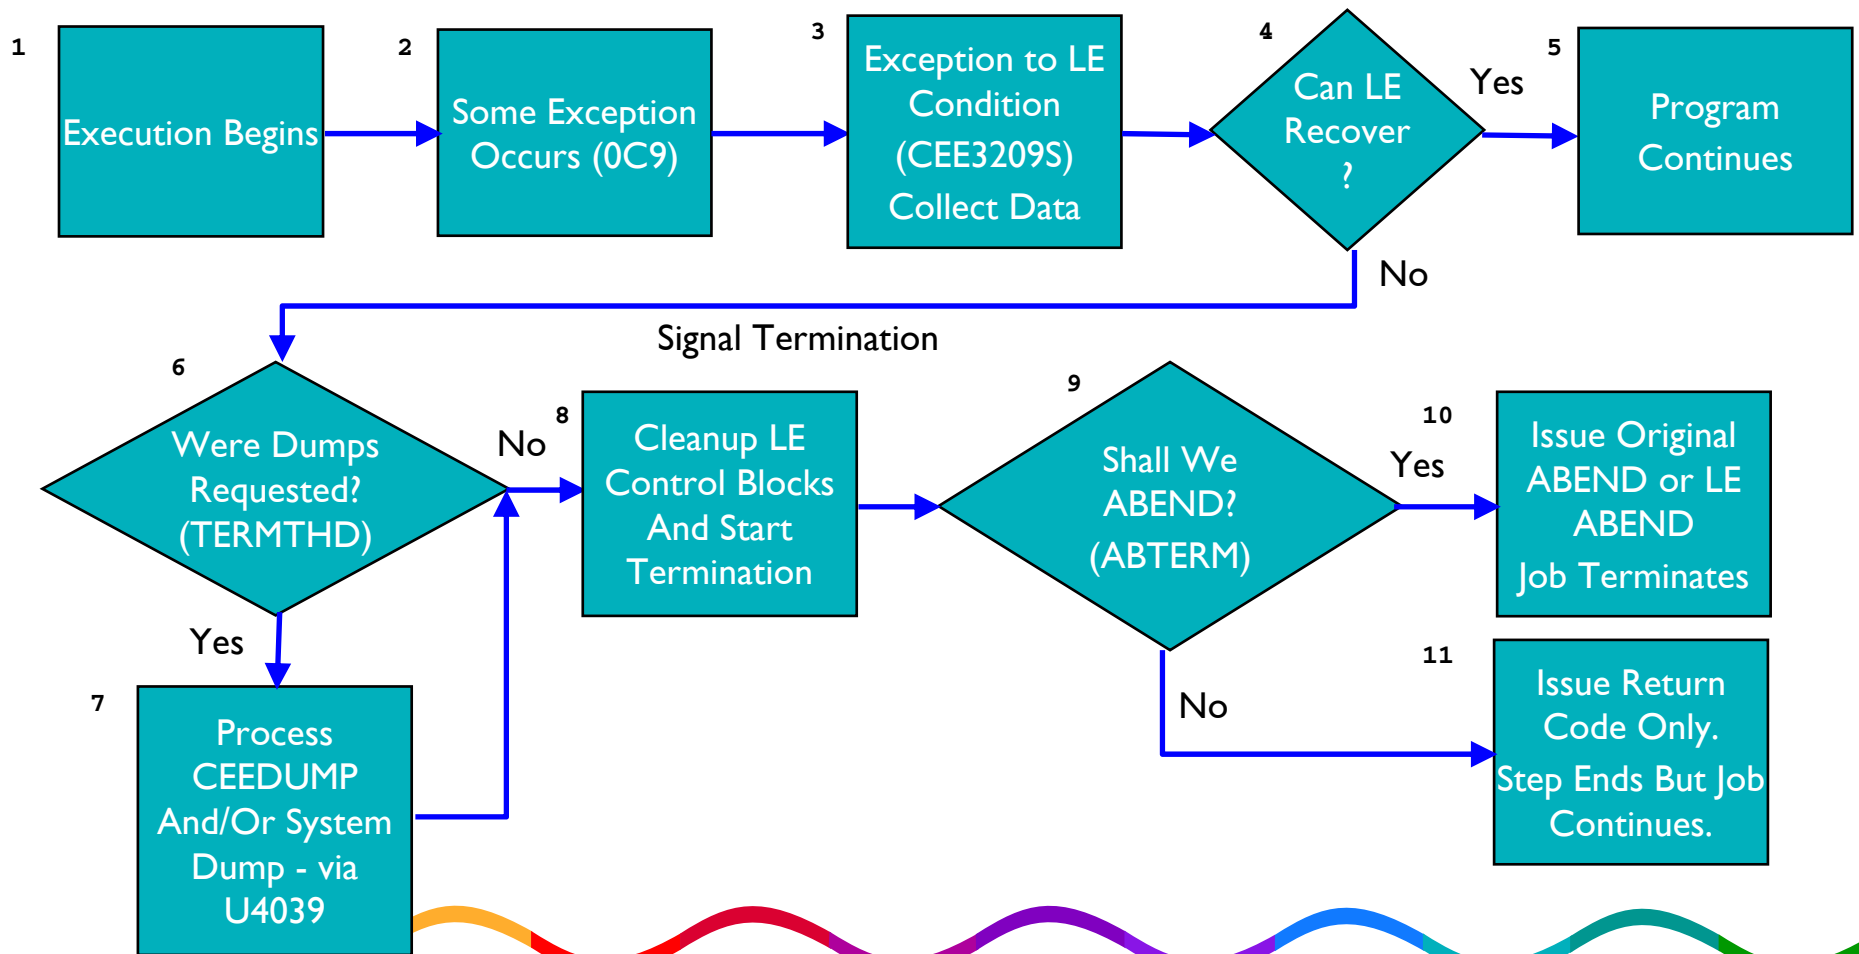 1
Execution Begins
2
Some Exception
Occurs (0C9)
3
Exception to LE
Condition
(CEE3209S)
Collect Data
4
Can LE
Recover
?
Yes
5
Program
Continues
No
Signal Termination
6
Were Dumps
Requested?
(TERMTHD)
No
Yes
7
Process
CEEDUMP
And/Or System
Dump - via
U4039
8
Cleanup LE
Control Blocks
And Start
Termination
9
Shall We
ABEND?
(ABTERM)
Yes
10
Issue Original
ABEND or LE
ABEND
Job Terminates
No
11
Issue Return
Code Only.
Step Ends But Job
Continues.